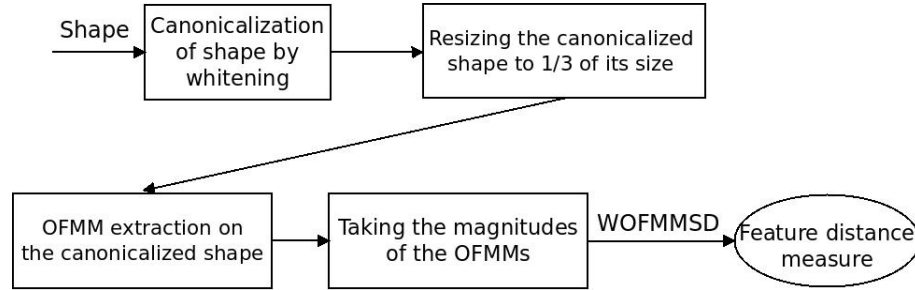 Shape
Canonicalization
of shape by
whitening
Resizing the canonicalized
shape to 1/3 of its size
OFMM extraction on
the canonicalized shape
Taking the magnitudes
of the OFMMs
WOFMMSD
Feature distance
measure